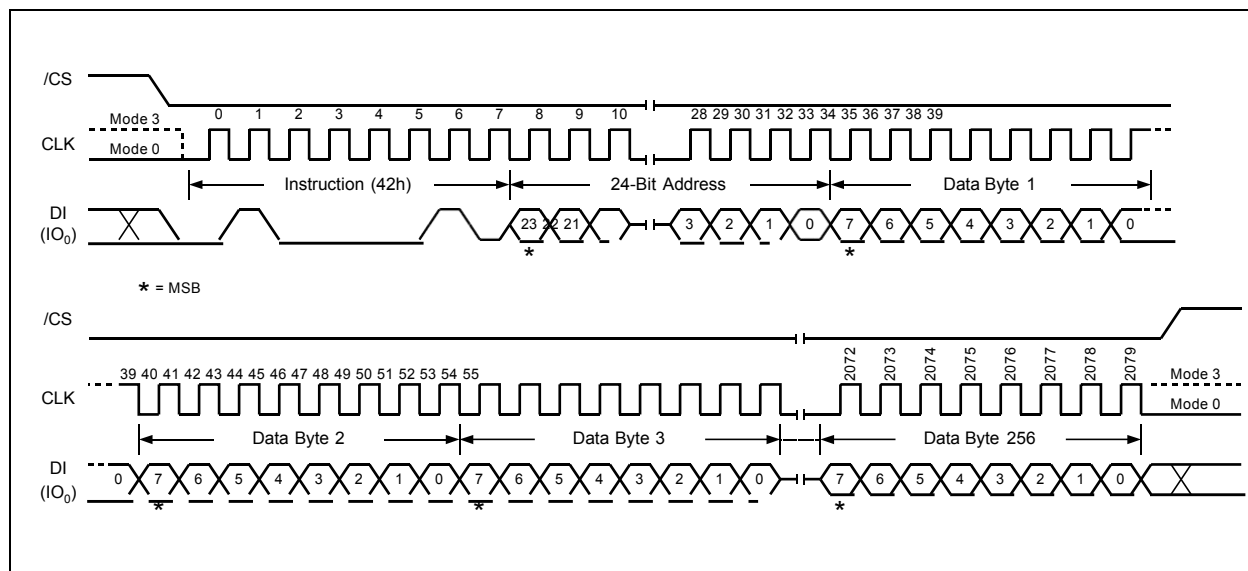 /CS
0 1 2 3 4 5 6 7 8 9 10 28 29 30 31 32 33 34 35 36 37 38 39
Mode 3
CLK
Mode 0
Instruction (42h) 24-Bit Address Data Byte 1
DI
(IO0)
23 22 21 3 2 1 0 7 6 5 4 3 2 1 0
* *
* = MSB
/CS
39 40 41 42 43 44 45 46 47 48 49 50 51 52 53 54 55 2072 2073 2074 2075 2076 2077 2078 2079
Mode 3
CLK
Mode 0
Data Byte 2 Data Byte 3 Data Byte 256
DI
(IO0)
0 7 6 5 4 3 2 1 0 7 6 5 4 3 2 1 0 7 6 5 4 3 2 1 0
* * *